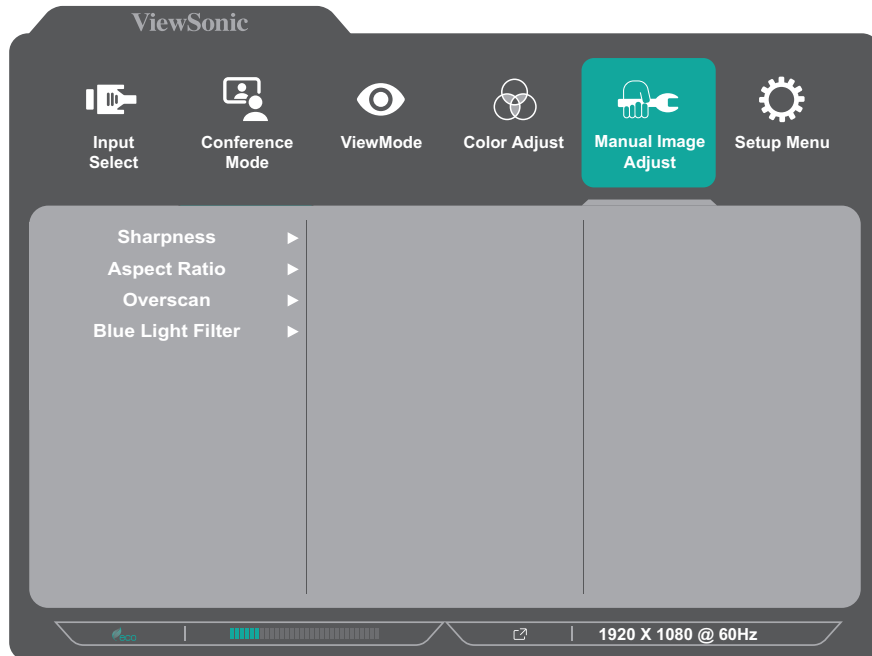 ViewSonic
Input
Select
Conference
Mode
ViewMode
Color Adjust
Manual Image
Adjust
Setup Menu
Sharpness
Aspect Ratio
Overscan
Blue Light Filter
eco
1920 X 1080 @ 60Hz